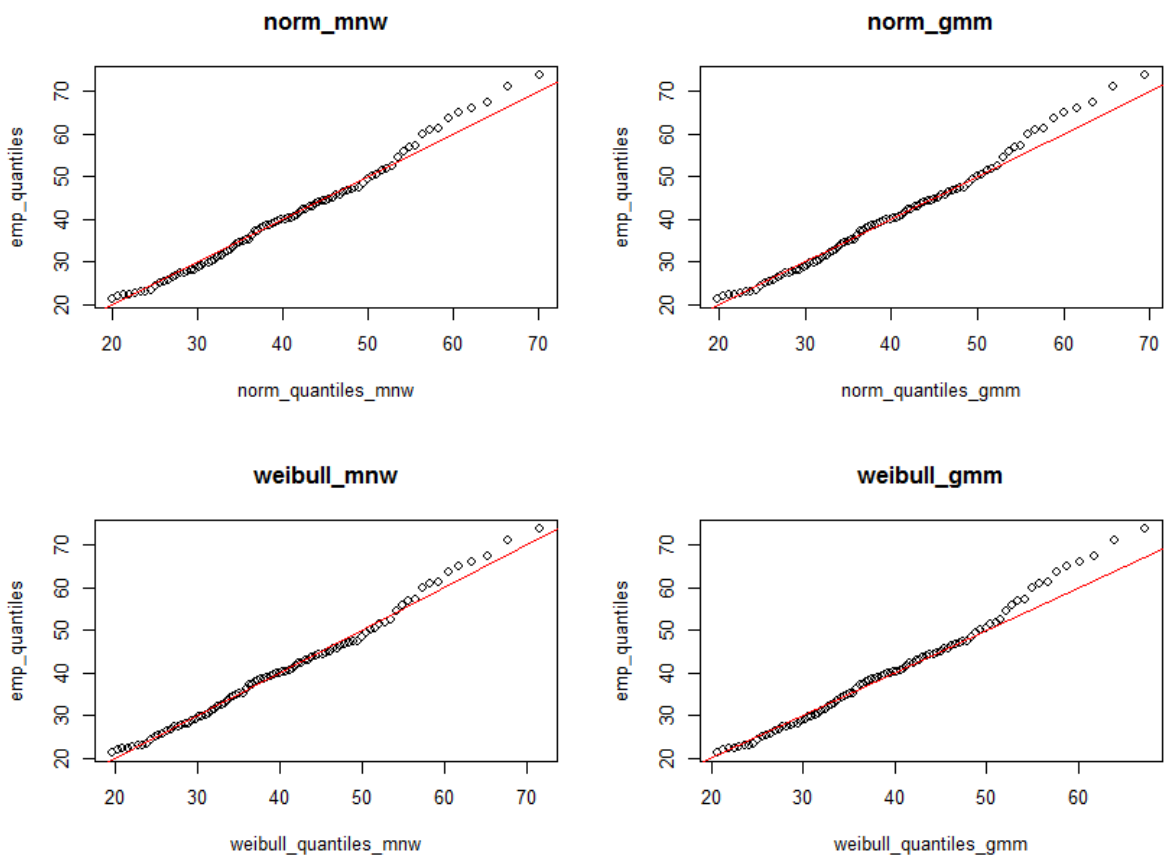 norm_mnw
emp_quantiles
20 30 40 50 60 70
20 30 40 50 60 70
norm_quantiles_mnw
norm_gmm
emp_quantiles
20 30 40 50 60 70
20 30 40 50 60 70
norm_quantiles_gmm
weibull_mnw
emp_quantiles
20 30 40 50 60 70
20 30 40 50 60 70
weibull_quantiles_mnw
weibull_gmm
emp_quantiles
20 30 40 50 60 70
20 30 40 50 60
weibull_quantiles_gmm